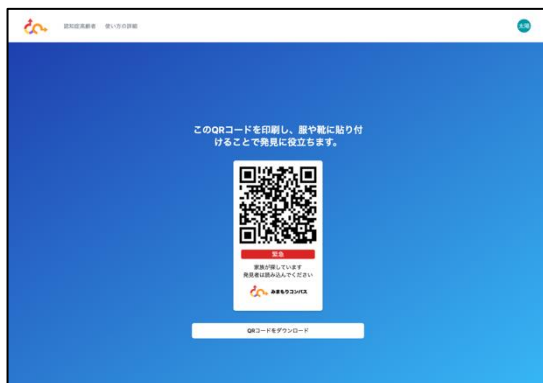 認知症高齢者 使い方の詳細
太陽
このQRコードを印刷し、服や靴に貼り付
けることで発見に役立ちます。
緊急
家族が探しています
発見者は読み込んでください
みまもりコンパス
QRコードをダウンロード